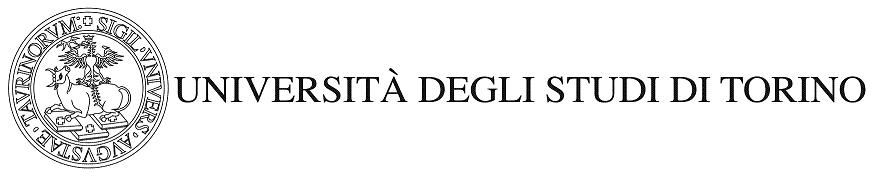 SIGIL · VNIVERS · AVGVSTAE · TAVRINORVM ·
UNIVERSITÀ DEGLI STUDI DI TORINO